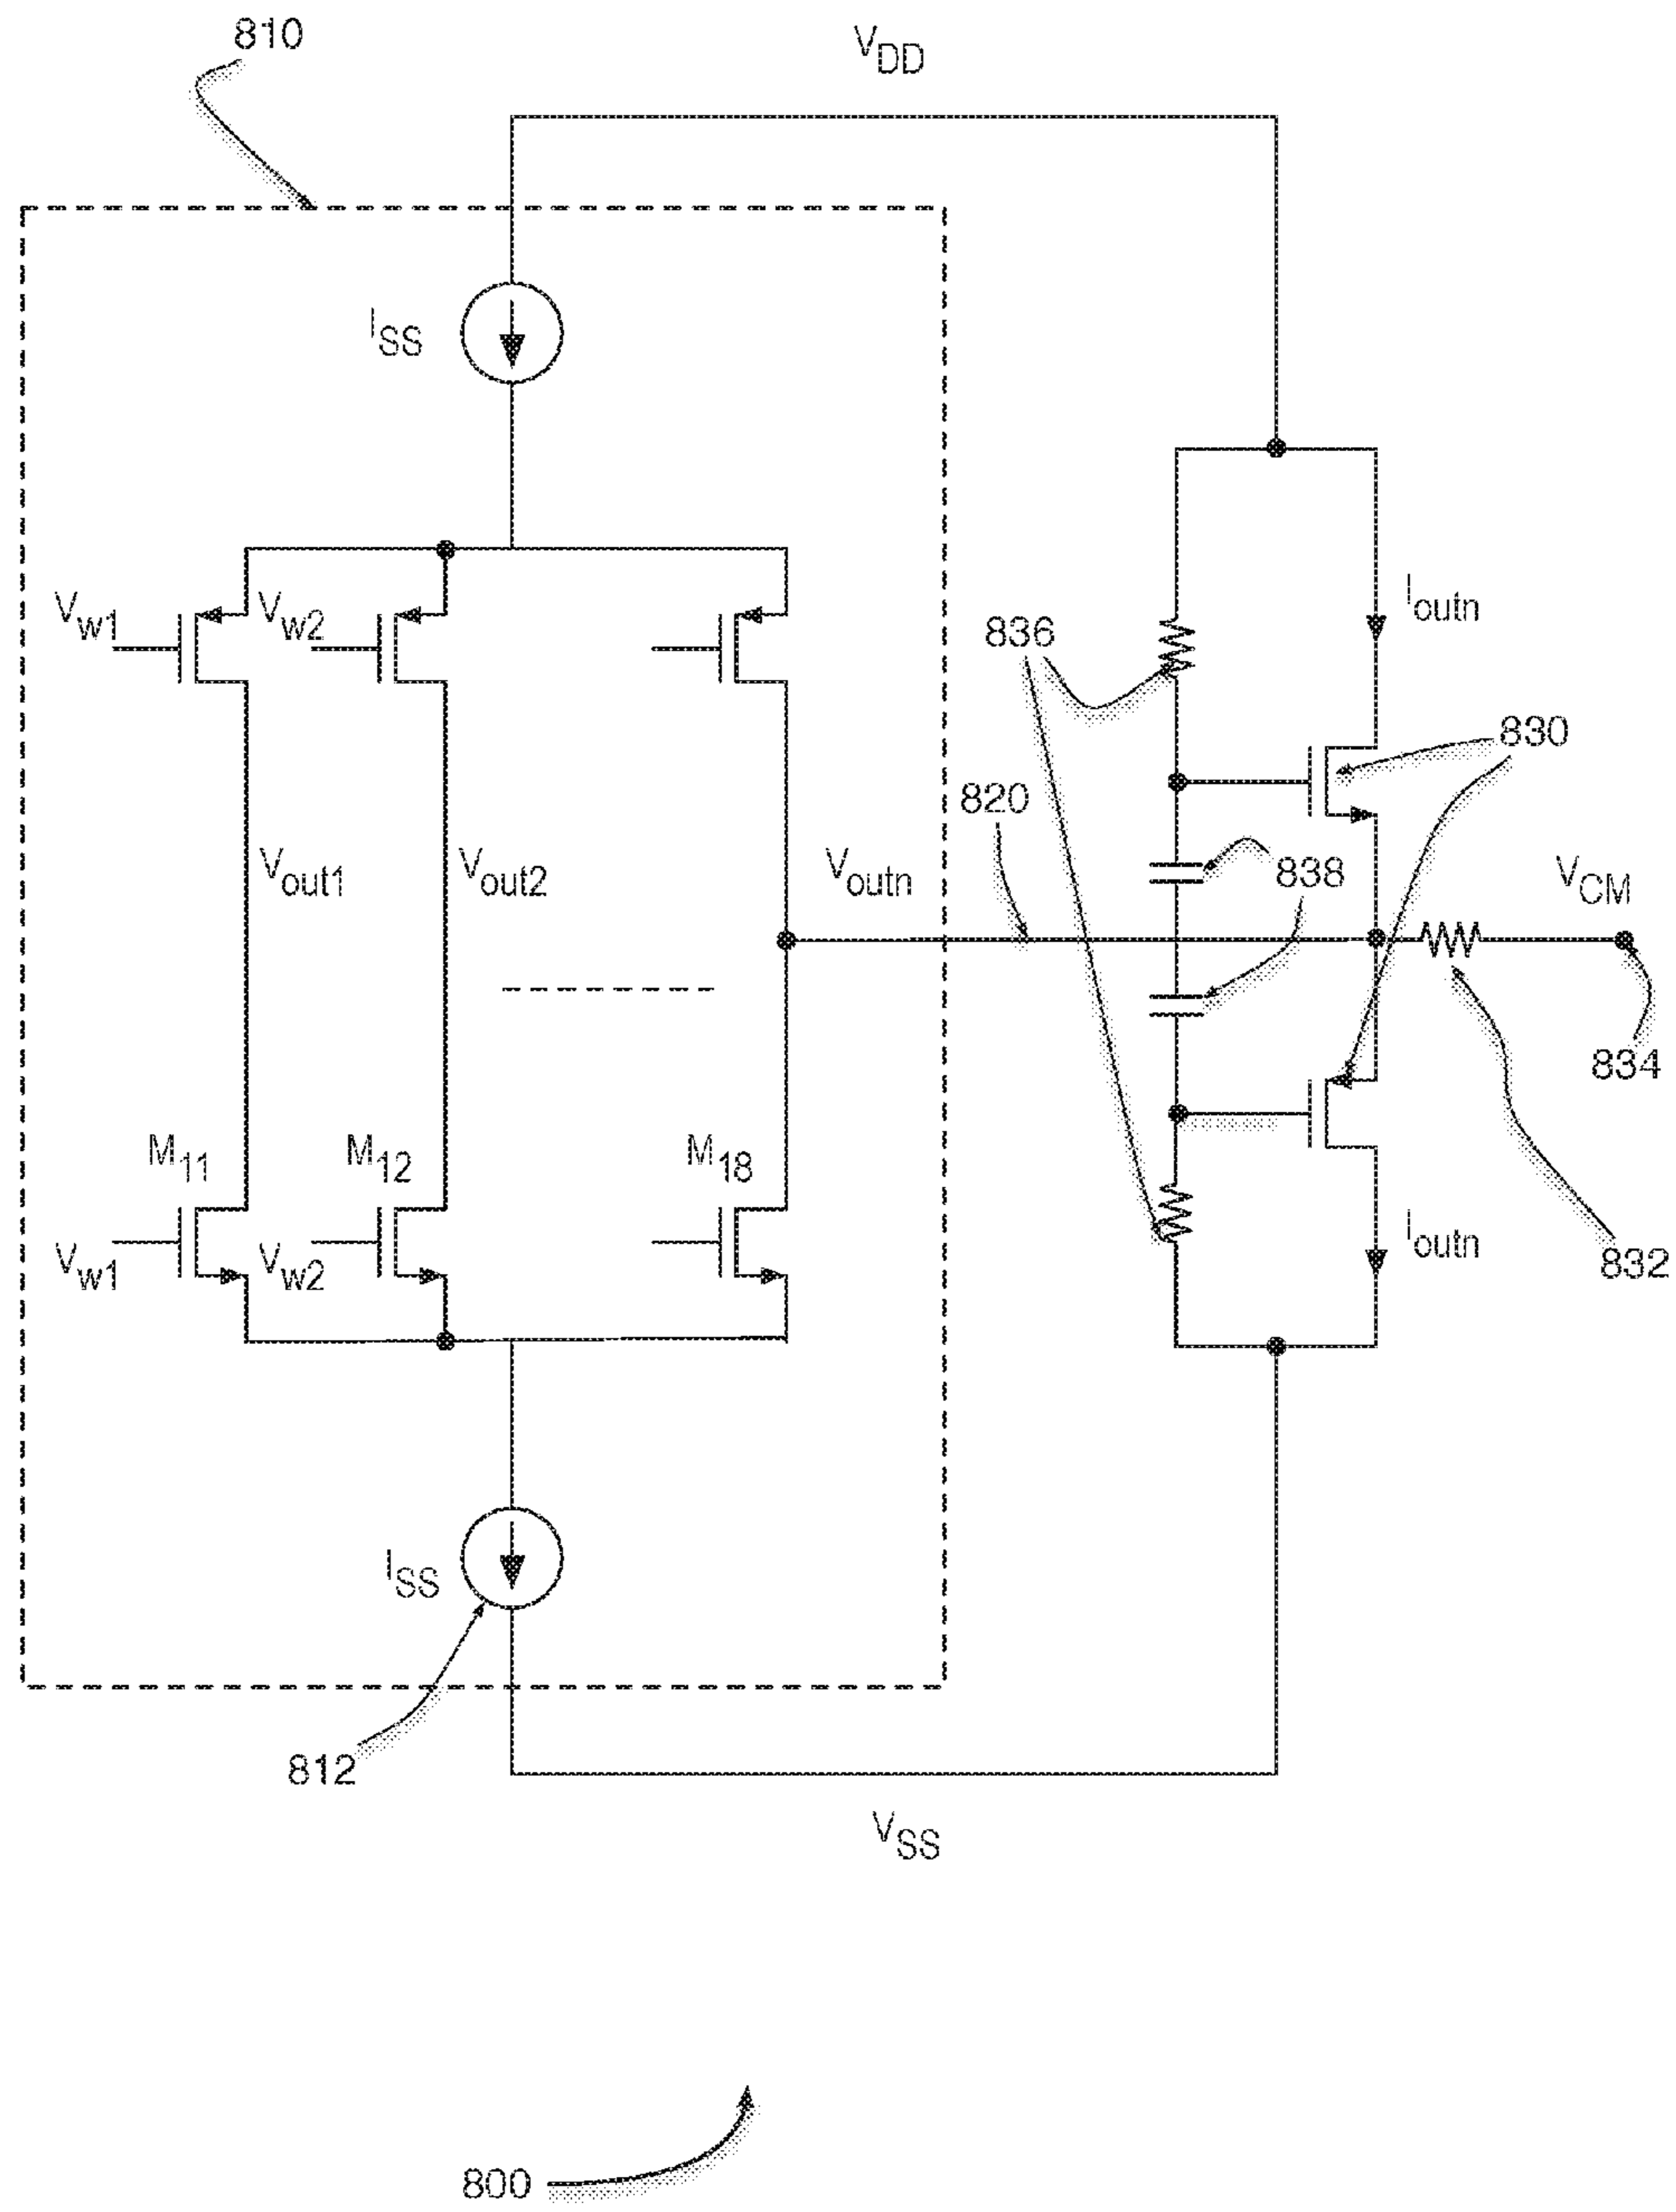 810
VDD
ISS
Vw1
Vw2
Ioutn
836
830
820
Vout1
Vout2
Voutn
838
VCM
834
M11
M12
M18
Vw1
Vw2
Ioutn
832
ISS
812
VSS
800